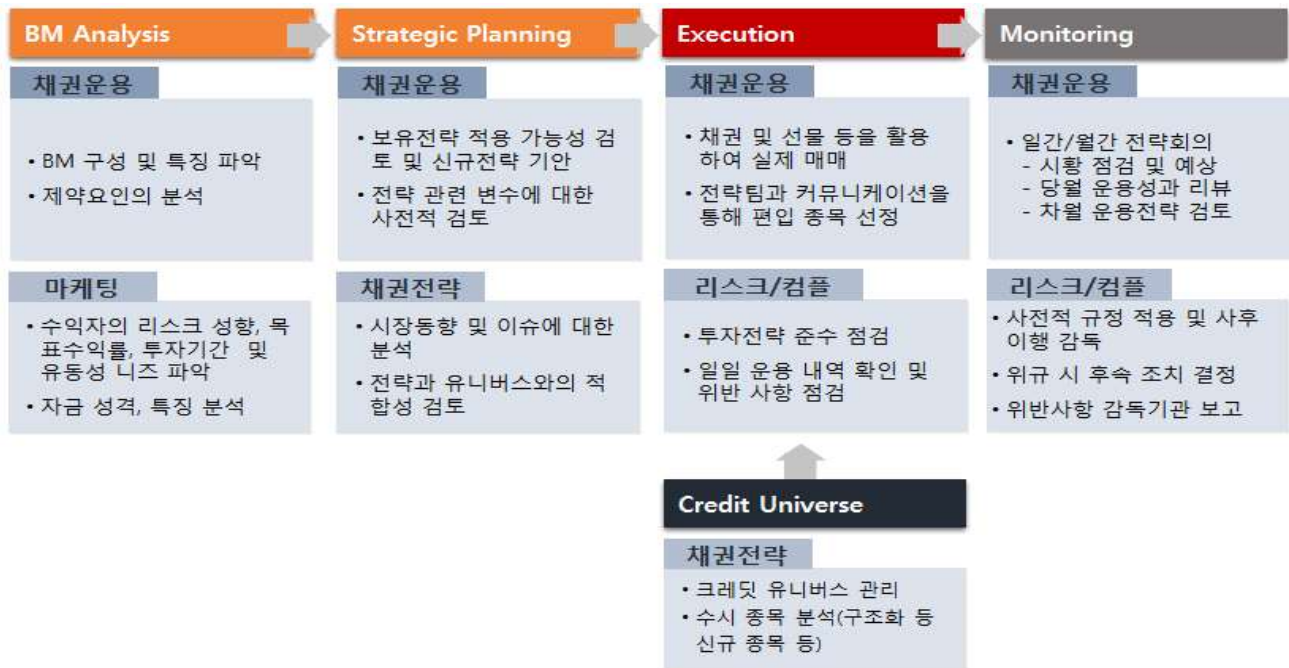 BM Analysis
채권운용
• BM 구성 및 특징 파악
• 제약요인의 분석
마케팅
• 수익자의 리스크 성향, 목
표수익률, 투자기간 및
유동성 니즈 파악
• 자금 성격, 특징 분석
Strategic Planning
채권운용
• 보유전략 적용 가능성 검
토 및 신규전략 기안
• 전략 관련 변수에 대한
사전적 검토
채권전략
• 시장동향 및 이슈에 대한
분석
• 전략과 유니버스와의 적
합성 검토
Execution
채권운용
• 채권 및 선물 등을 활용
하여 실제 매매
• 전략팀과 커뮤니케이션을
통해 편입 종목 선정
리스크/컴플
• 투자전략 준수 점검
• 일일 운용 내역 확인 및
위반 사항 점검
Credit Universe
채권전략
• 크레딧 유니버스 관리
• 수시 종목 분석(구조화 등
신규 종목 등)
Monitoring
채권운용
• 일간/월간 전략회의
- 시황 점검 및 예상
- 당월 운용성과 리뷰
- 차월 운용전략 검토
리스크/컴플
• 사전적 규정 적용 및 사후
이행 감독
• 위규 시 후속 조치 결정
• 위반사항 감독기관 보고